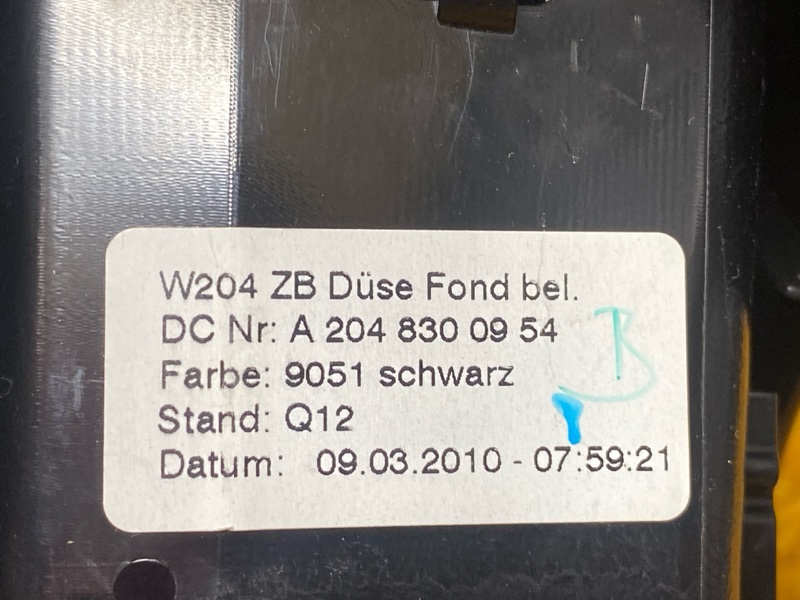 W204 ZB Düse Fond bel.
DC Nr: A 204 830 09 54
Farbe: 9051 schwarz
Stand: Q12
Datum: 09.03.2010 - 07:59:21